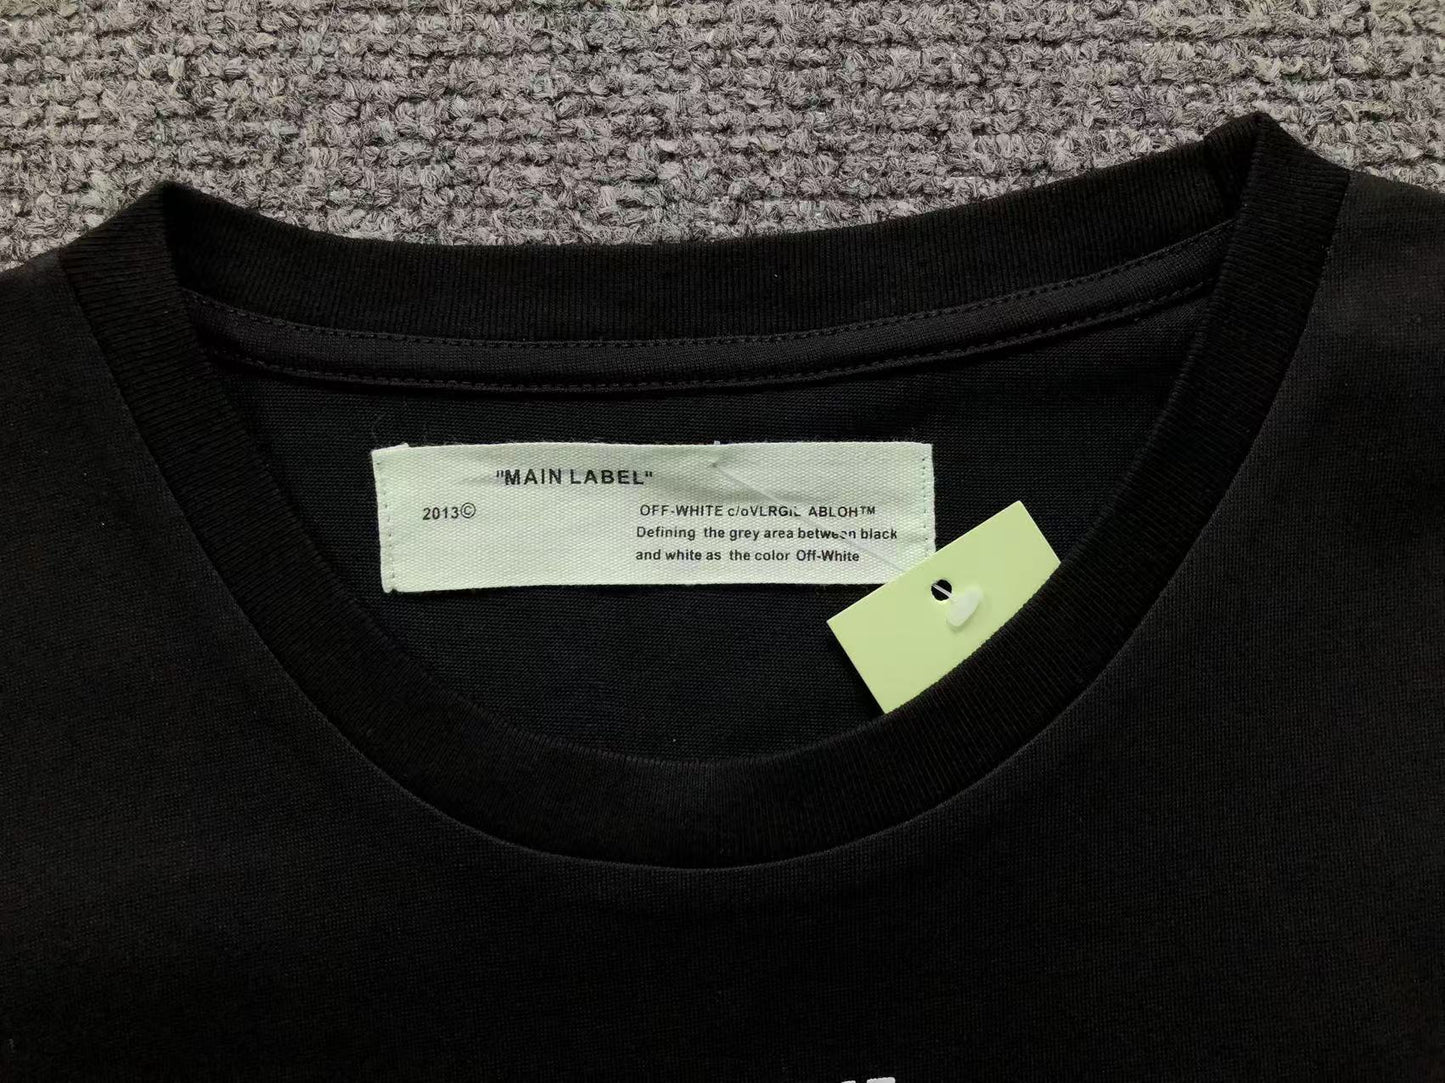 "MAIN LABEL"
2013©
OFF-WHITE c/oVLRGIL ABLOH™
Defining the grey area between black
and white as the color Off-White